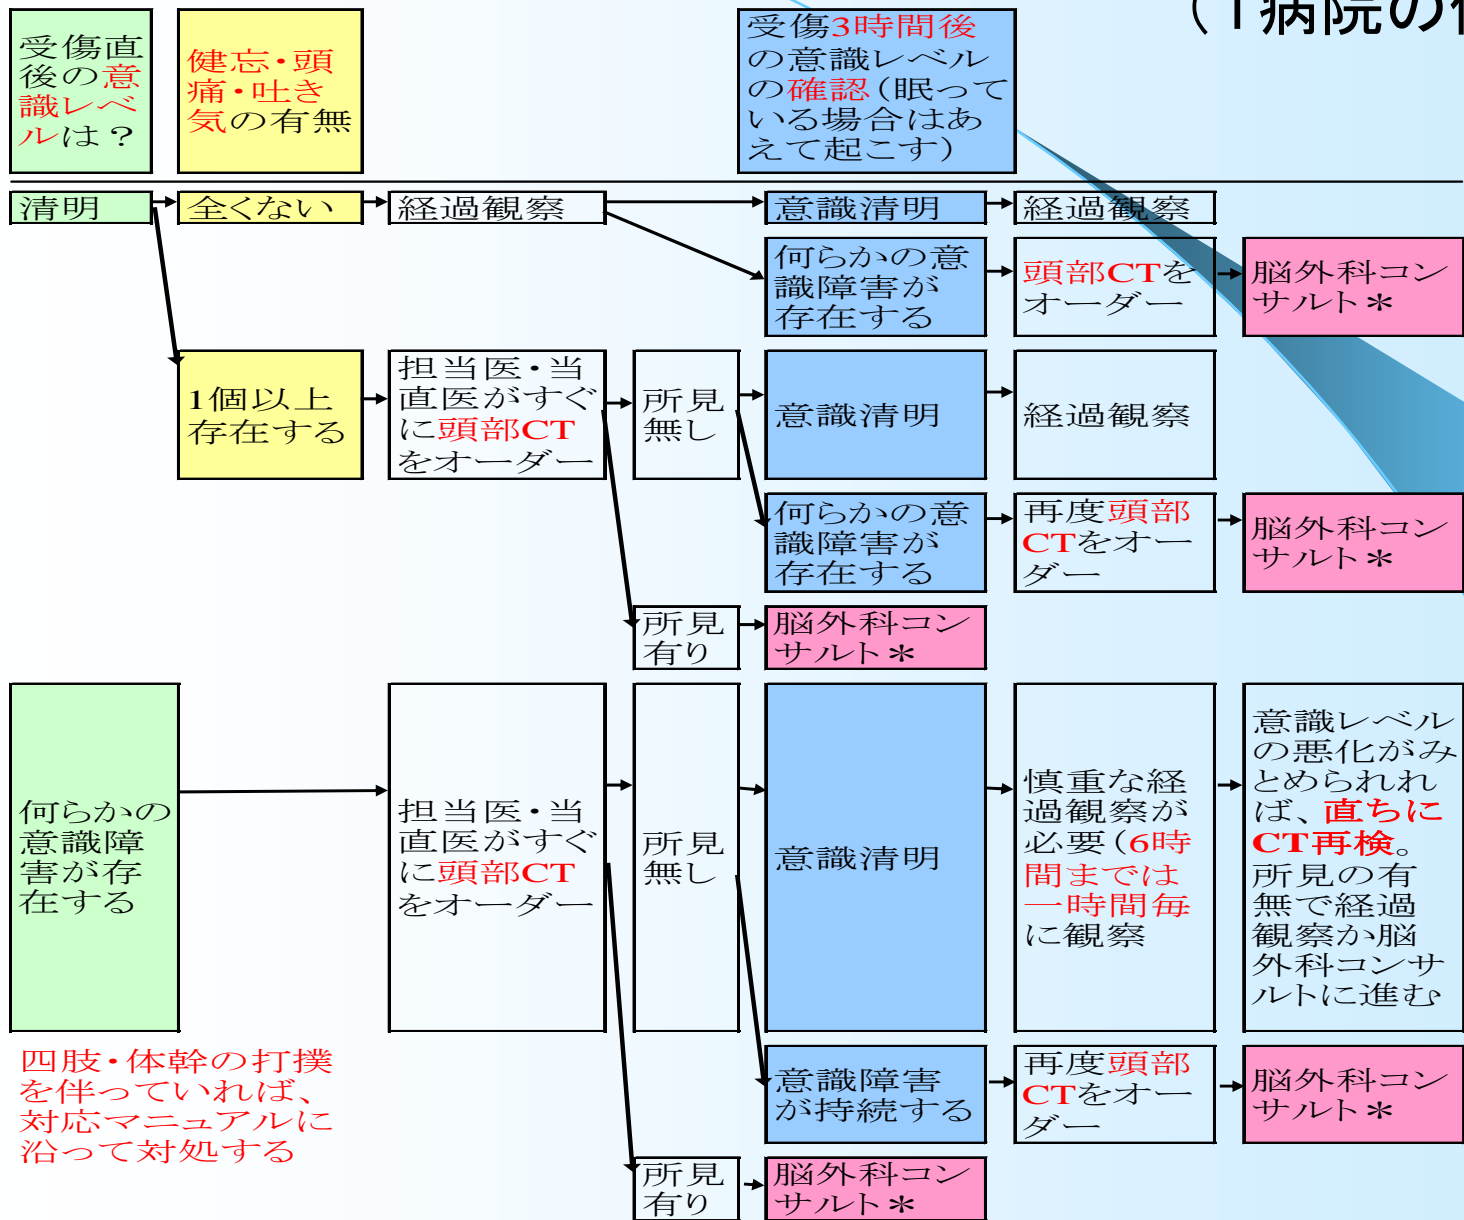 （T病院の
受傷直
後の意
識レベ
ルは？
健忘・頭
痛・吐き
気の有無
受傷3時間後
の意識レベル
の確認（眠って
いる場合はあ
えて起こす）
清明
全くない
経過観察
意識清明
経過観察
何らかの意
識障害が
存在する
頭部CTを
オーダー
脳外科コン
サルト＊
1個以上
存在する
担当医・当
直医がすぐ
に頭部CT
をオーダー
所見
無し
意識清明
経過観察
何らかの意
識障害が
存在する
再度頭部
CTをオー
ダー
脳外科コン
サルト＊
所見
有り
脳外科コン
サルト＊
何らかの
意識障
害が存
在する
担当医・当
直医がすぐ
に頭部CT
をオーダー
所見
無し
意識清明
慎重な経
過観察が
必要（6時
間までは
一時間毎
に観察
意識レベル
の悪化がみ
とめられれ
ば、直ちに
CT再検。
所見の有
無で経過
観察か脳
外科コンサ
ルトに進む
意識障害
が持続する
再度頭部
CTをオー
ダー
脳外科コン
サルト＊
所見
有り
脳外科コン
サルト＊
四肢・体幹の打撲
を伴っていれば、
対応マニュアルに
沿って対処する